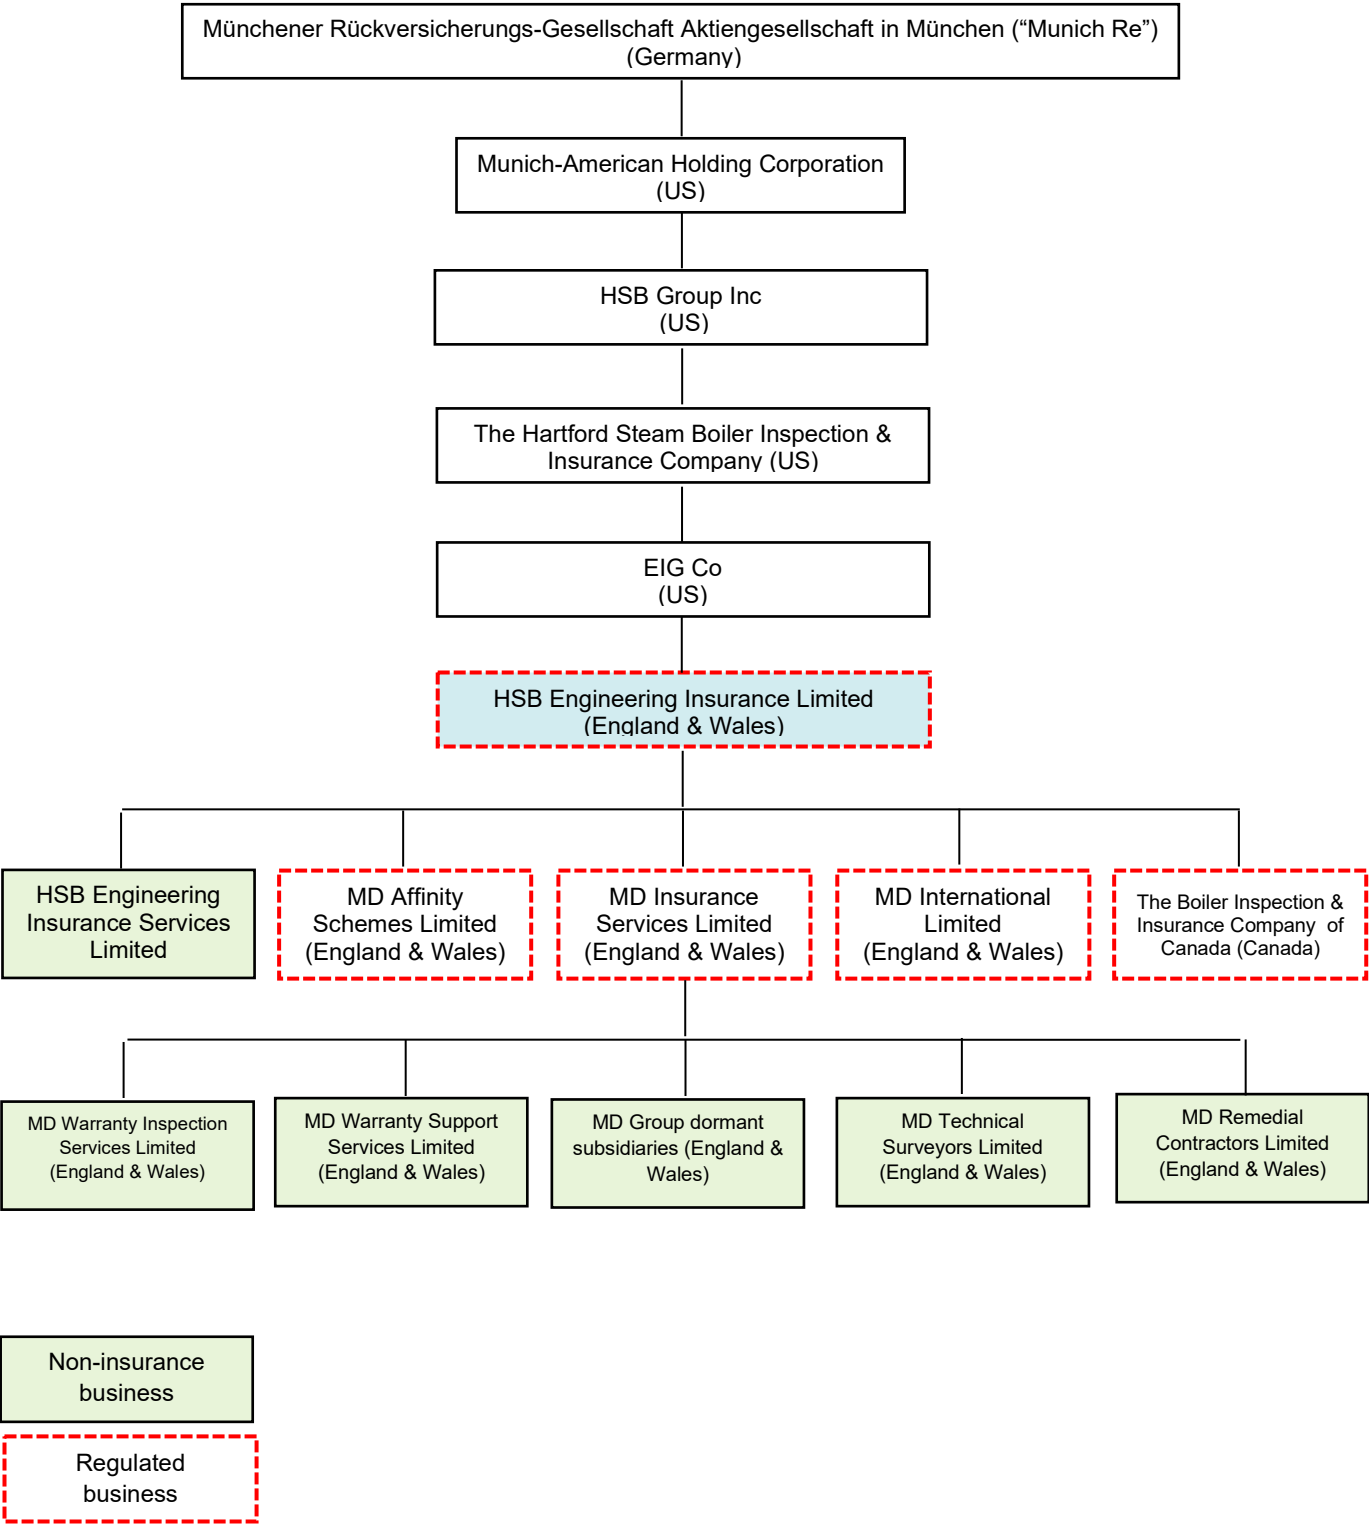 Münchener Rückversicherungs-Gesellschaft Aktiengesellschaft in München (“Munich Re”)
(Germany)
Munich-American Holding Corporation
(US)
HSB Group Inc
(US)
The Hartford Steam Boiler Inspection &
Insurance Company (US)
EIG Co
(US)
HSB Engineering Insurance Limited
(England & Wales)
HSB Engineering
Insurance Services
Limited
MD Affinity
Schemes Limited
(England & Wales)
MD Insurance
Services Limited
(England & Wales)
MD International
Limited
(England & Wales)
The Boiler Inspection &
Insurance Company of
Canada (Canada)
MD Warranty Inspection
Services Limited
(England & Wales)
MD Warranty Support
Services Limited
(England & Wales)
MD Group dormant
subsidiaries (England &
Wales)
MD Technical
Surveyors Limited
(England & Wales)
MD Remedial
Contractors Limited
(England & Wales)
Non-insurance
business
Regulated
business